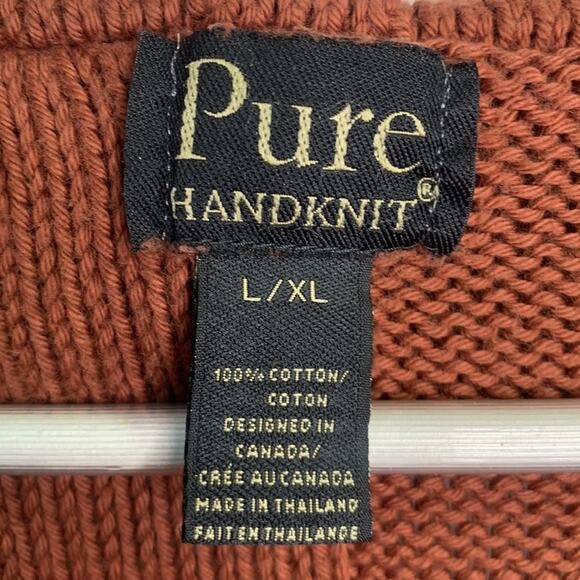 Pure
HANDKNIT®
L/XL
100% COTTON/
COTON
DESIGNED IN
CANADA/
CRÉE AU CANADA
MADE IN THAILAND
FAIT EN THAILANDE